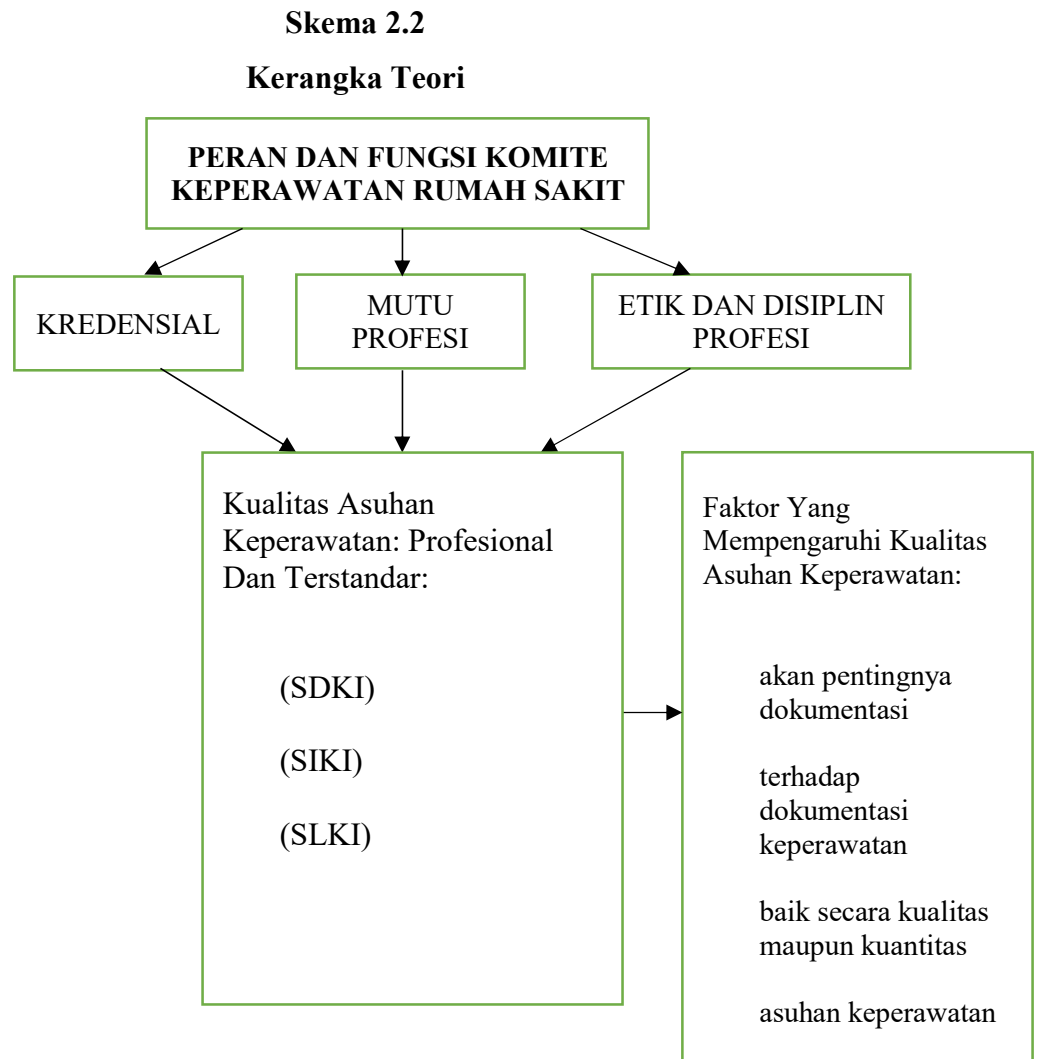 Skema 2.2
Kerangka Teori
PERAN DAN FUNGSI KOMITE
KEPERAWATAN RUMAH SAKIT
KREDENSIAL
MUTU
PROFESI
ETIK DAN DISIPLIN
PROFESI
Kualitas Asuhan
Keperawatan: Profesional
Dan Terstandar:
(SDKI)
(SIKI)
(SLKI)
Faktor Yang
Mempengaruhi Kualitas
Asuhan Keperawatan:
akan pentingnya
dokumentasi
terhadap
dokumentasi
keperawatan
baik secara kualitas
maupun kuantitas
asuhan keperawatan